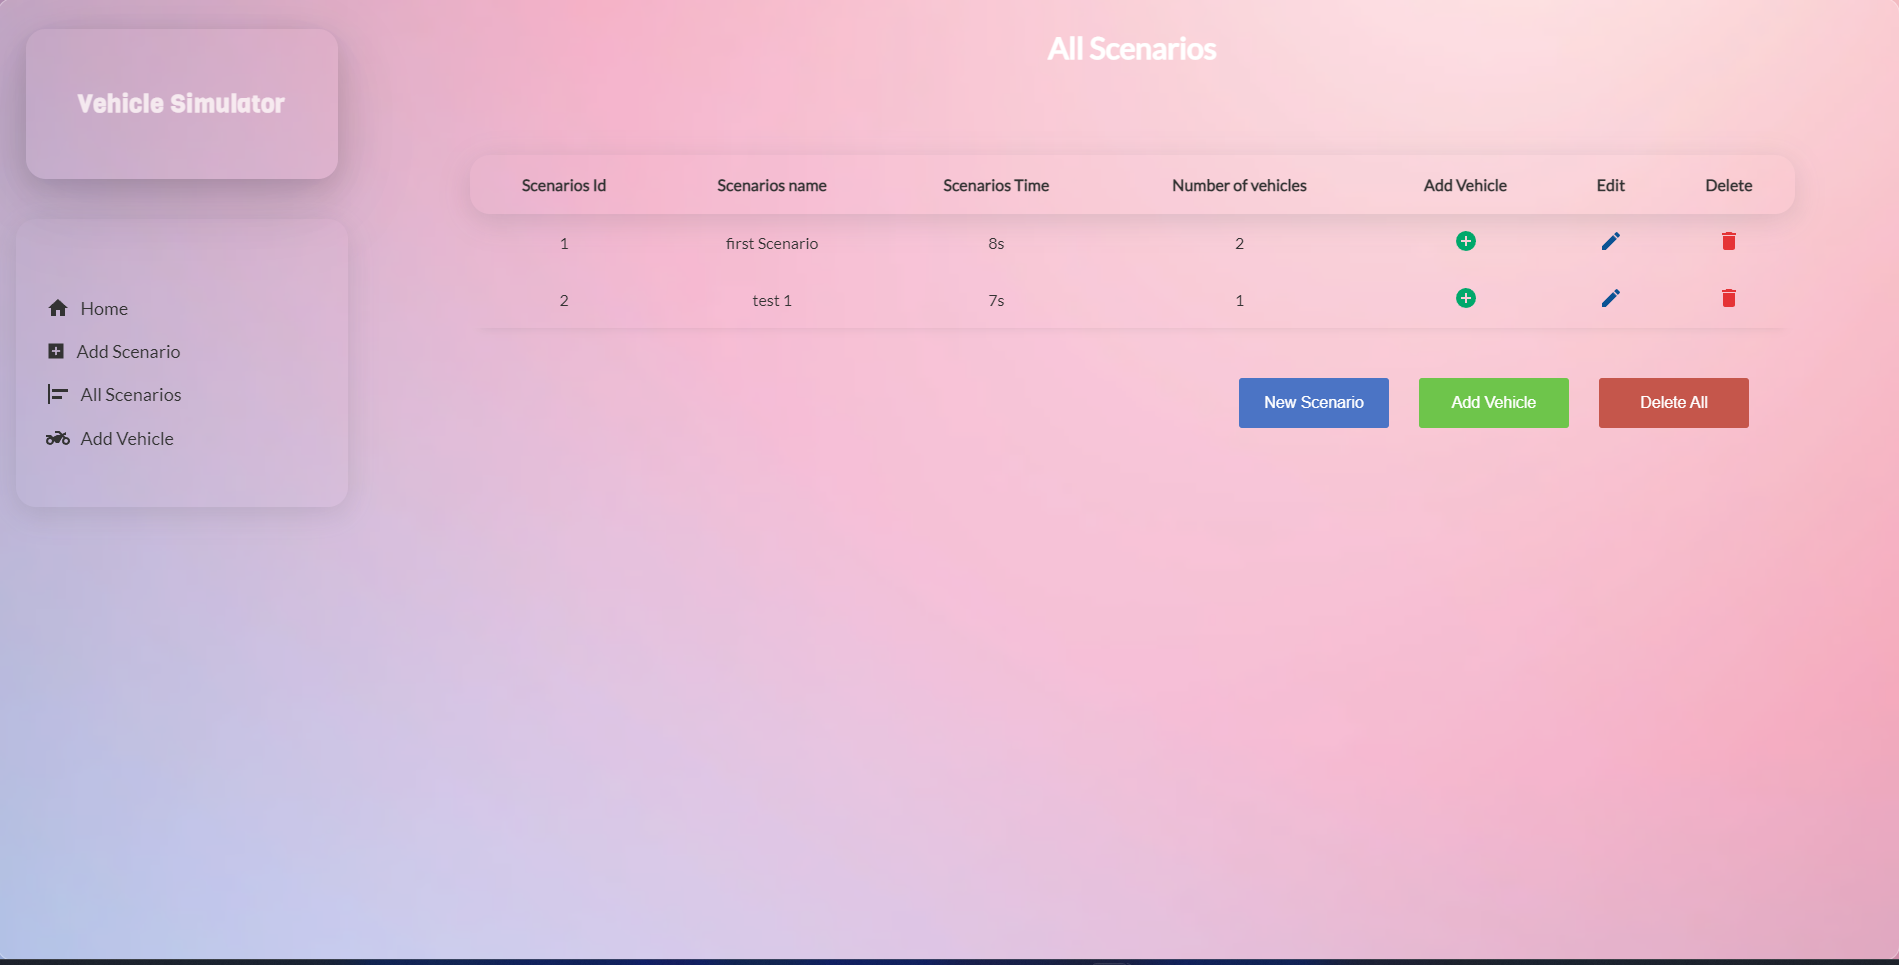 Vehicle Simulator
Home
Add Scenario
All Scenarios
Add Vehicle
All Scenarios
Scenarios Id Scenarios name Scenarios Time Number of vehicles Add Vehicle Edit Delete
1 first Scenario 8s 2
2 test 1 7s 1
New Scenario Add Vehicle Delete All